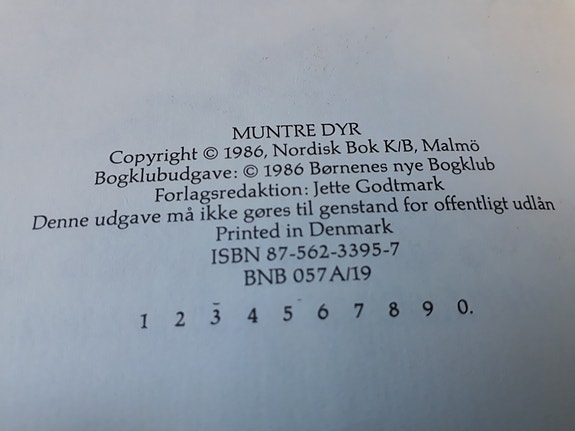 MUNTRE DYR
Copyright © 1986, Nordisk Bok K/B, Malmö
Bogklubudgave: © 1986 Børnenes nye Bogklub
Forlagsredaktion: Jette Godtmark
Denne udgave må ikke gøres til genstand for offentligt udlån
Printed in Denmark
ISBN 87-562-3395-7
BNB 057A/19
1 2 3 4 5 6 7 8 9 0.